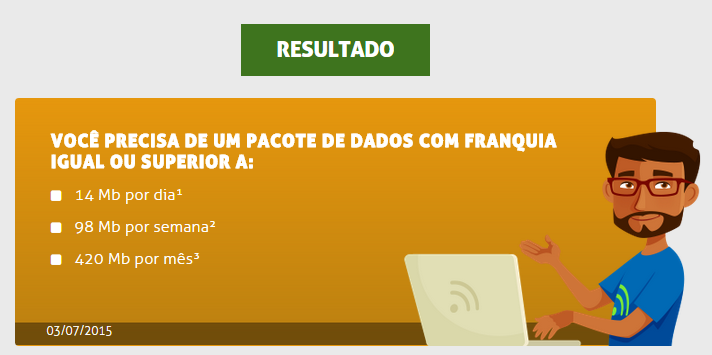 RESULTADO
VOCÊ PRECISA DE UM PACOTE DE DADOS COM FRANQUIA
IGUAL OU SUPERIOR A:
14 Mb por dia¹
98 Mb por semana²
420 Mb por mês³
03/07/2015